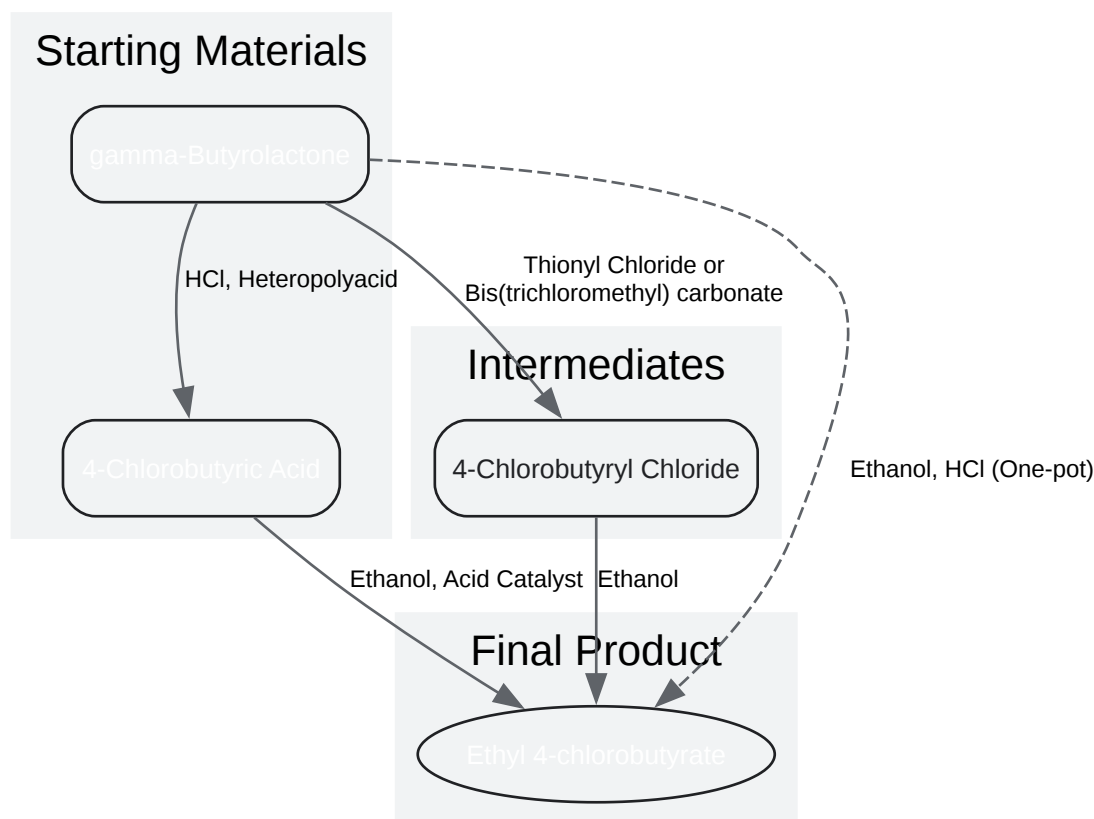 Starting Materials
gamma-Butyrolactone
HCl, Heteropolyacid
Thionyl Chloride or
Bis(trichloromethyl) carbonate
Intermediates
4-Chlorobutyric Acid
4-Chlorobutyryl Chloride
Ethanol, HCl (One-pot)
Ethanol, Acid Catalyst
Ethanol
Final Product
Ethyl 4-chlorobutyrate